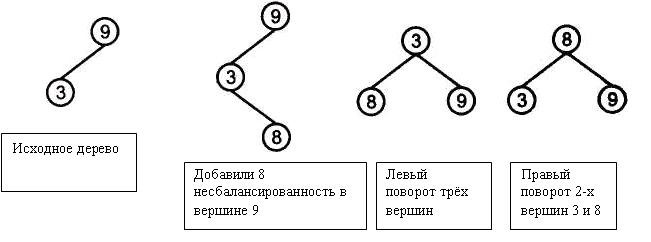 9
3
9
3
8
3
8
9
8
3
9
Исходное дерево
Добавили 8
несбалансированность в
вершине 9
Левый
поворот трёх
вершин
Правый
поворот 2-х
вершин 3 и 8